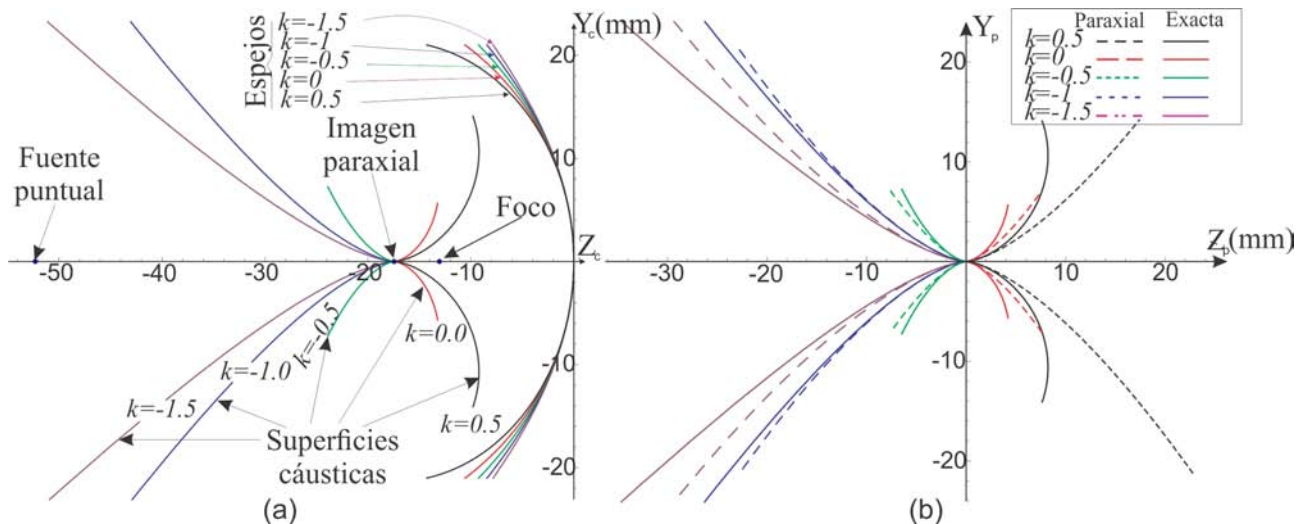 Y_c(mm)
Espejos
k=-1.5
k=-1
k=-0.5
k=0
k=0.5
Imagen
paraxial
Fuente
puntual
Foco
Z_c
-50
-40
-30
-20
-10
20
10
-10
-20
k=0.0
k=-0.5
k=-1.0
k=-1.5
k=0.5
Superficies
cáusticas
(a)
Y_p
Paraxial Exacta
k=0.5
k=0
k=-0.5
k=-1
k=-1.5
Z_p(mm)
-30
-20
-10
10
20
20
10
-10
-20
(b)